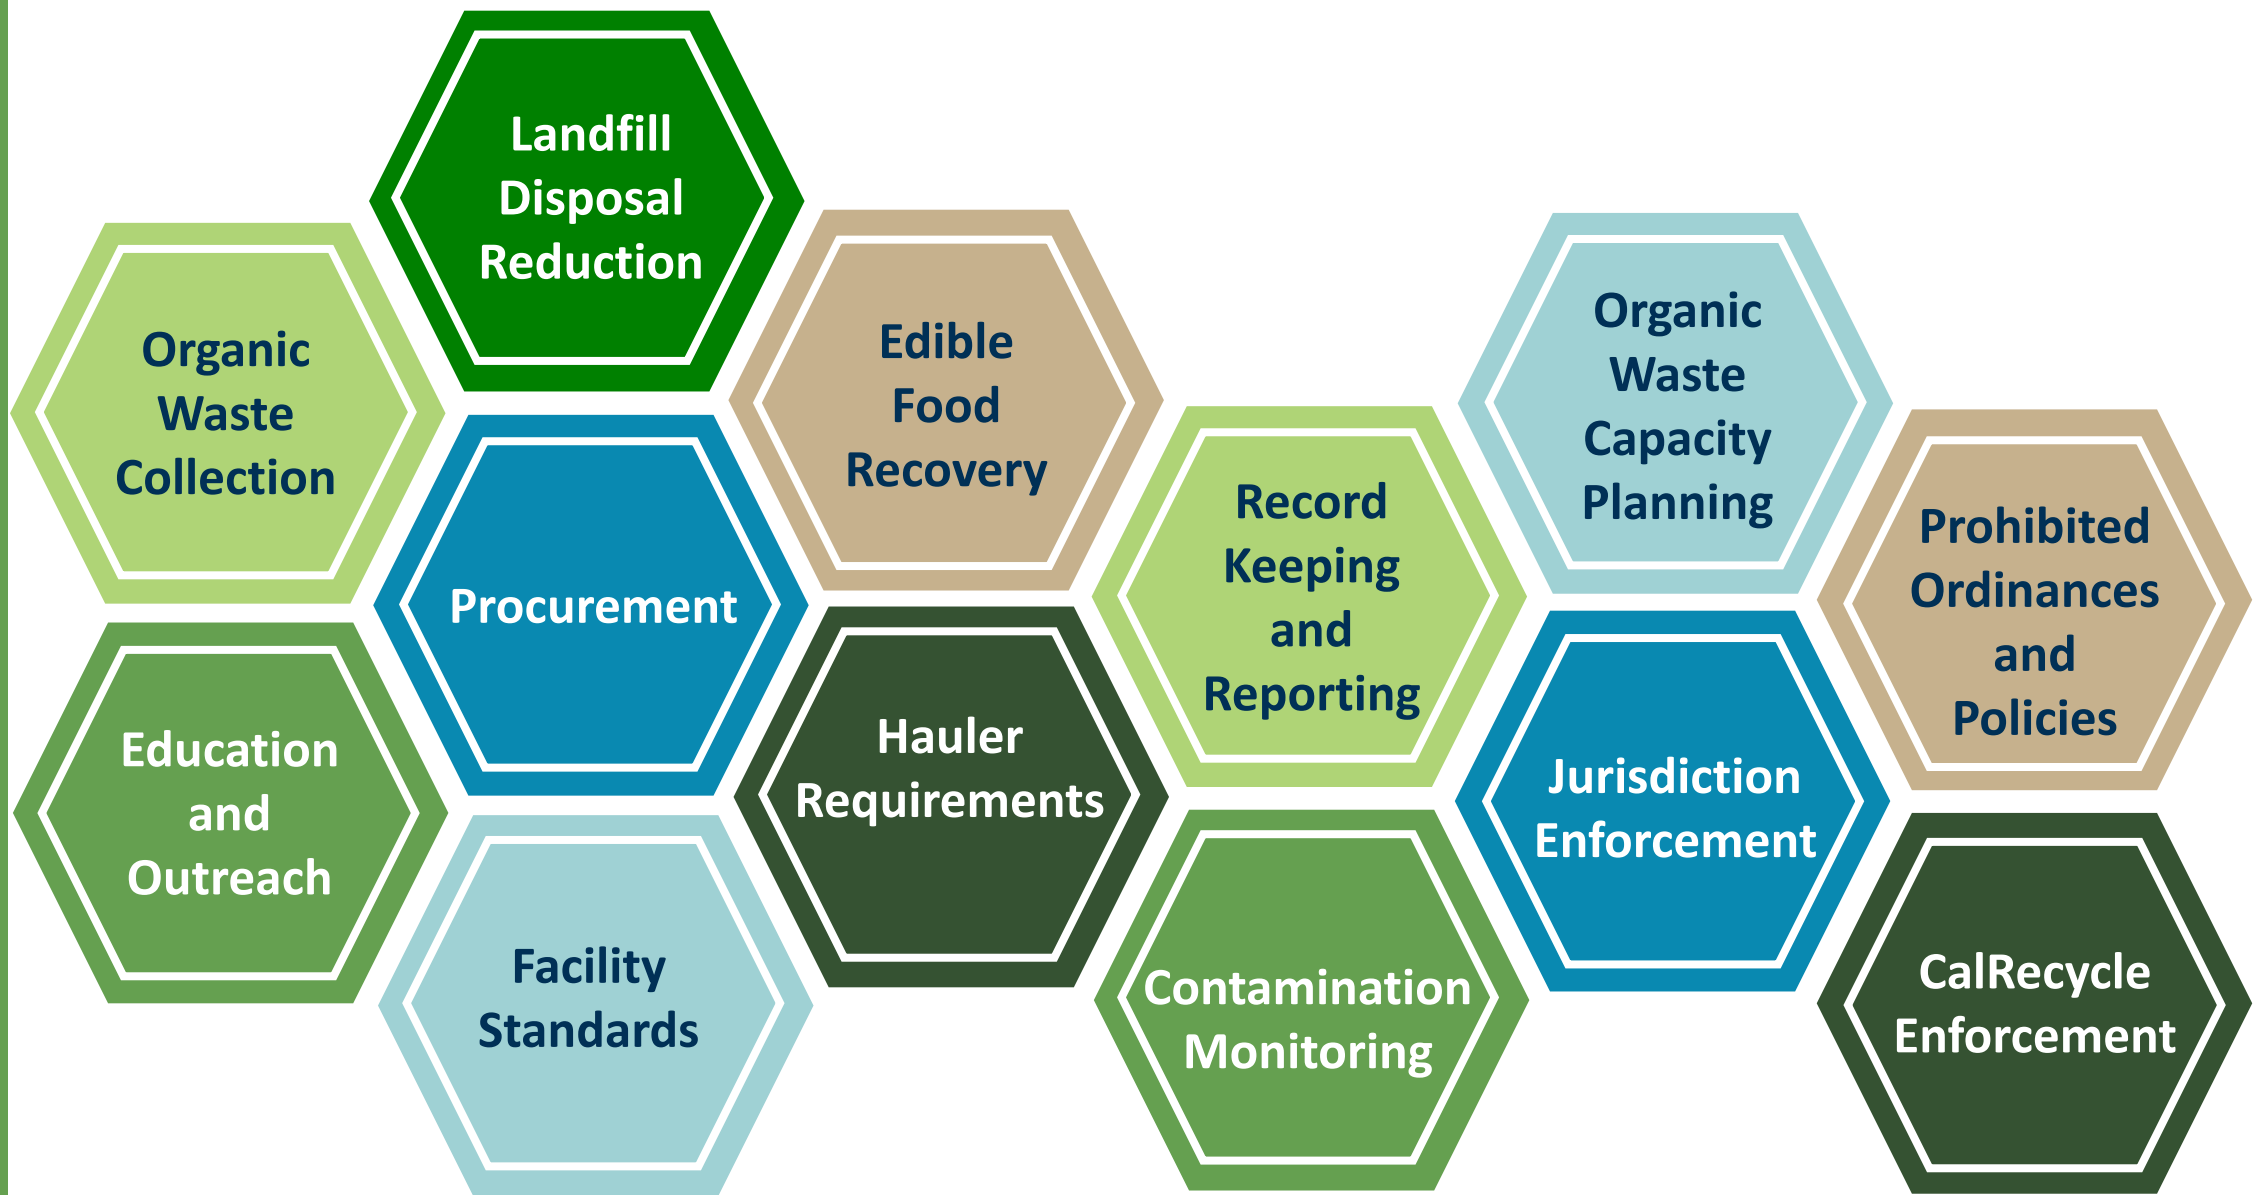 Landfill
Disposal
Reduction
Organic
Waste
Collection
Edible
Food
Recovery
Organic
Waste
Capacity
Planning
Procurement
Record
Keeping
and
Reporting
Prohibited
Ordinances
and
Policies
Education
and
Outreach
Hauler
Requirements
Jurisdiction
Enforcement
Facility
Standards
Contamination
Monitoring
CalRecycle
Enforcement